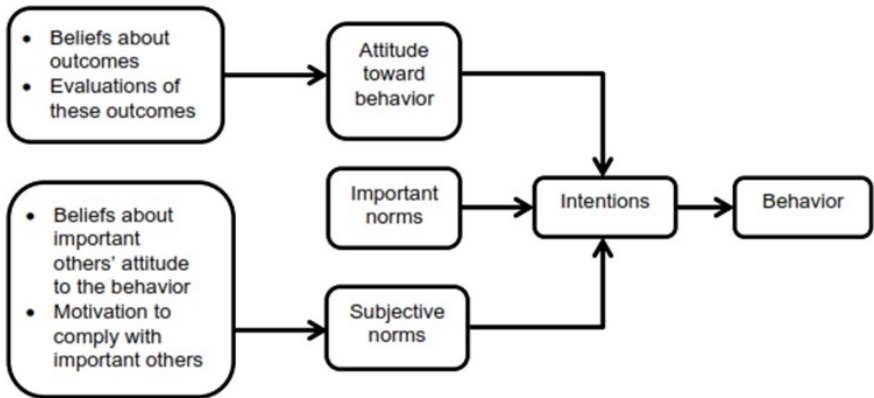 • Beliefs about
outcomes
• Evaluations of
these outcomes
Attitude
toward
behavior
Important
norms
Intentions
Behavior
• Beliefs about
important
others' attitude
to the behavior
• Motivation to
comply with
important others
Subjective
norms